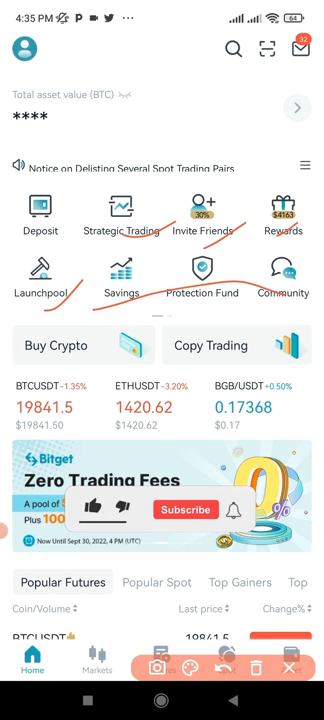 4:35 PM
64
32
Total asset value (BTC)
****
Notice on Delisting Several Spot Trading Pairs
30%
$4163
Deposit Strategic Trading Invite Friends Rewards
Launchpool Savings Protection Fund Community
Buy Crypto Copy Trading
BTCUSDT -1.35% ETHUSDT -3.20% BGB/USDT +0.50%
19841.5 1420.62 0.17368
$19841.50 $1420.62 $0.17
Bitget
Zero Trading Fees
A pool of
Plus 100
Subscribe
0
%
Now Until Sept 30, 2022, 4 PM (UTC)
Popular Futures Popular Spot Top Gainers Top
Coin/Volume Last price Change%
BTCUSDT 19841.5
Home Markets